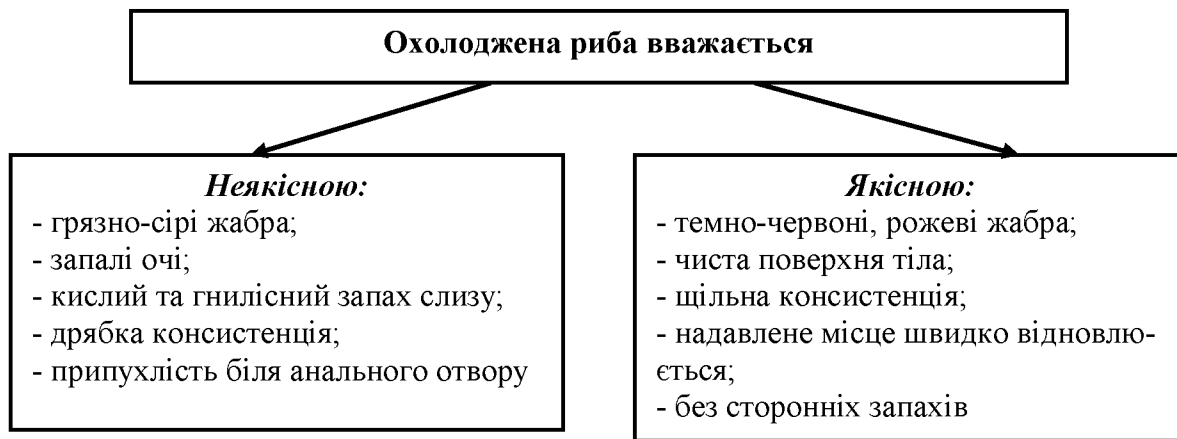 Охолоджена риба вважається
Неякісною:
- грязно-сірі жабра;
- запалі очі;
- кислий та гнилісний запах слизу;
- дрябка консистенція;
- припухлість біля анального отвору
Якісною:
- темно-червоні, рожеві жабра;
- чиста поверхня тіла;
- щільна консистенція;
- надавлене місце швидко відновлю-
ється;
- без сторонніх запахів